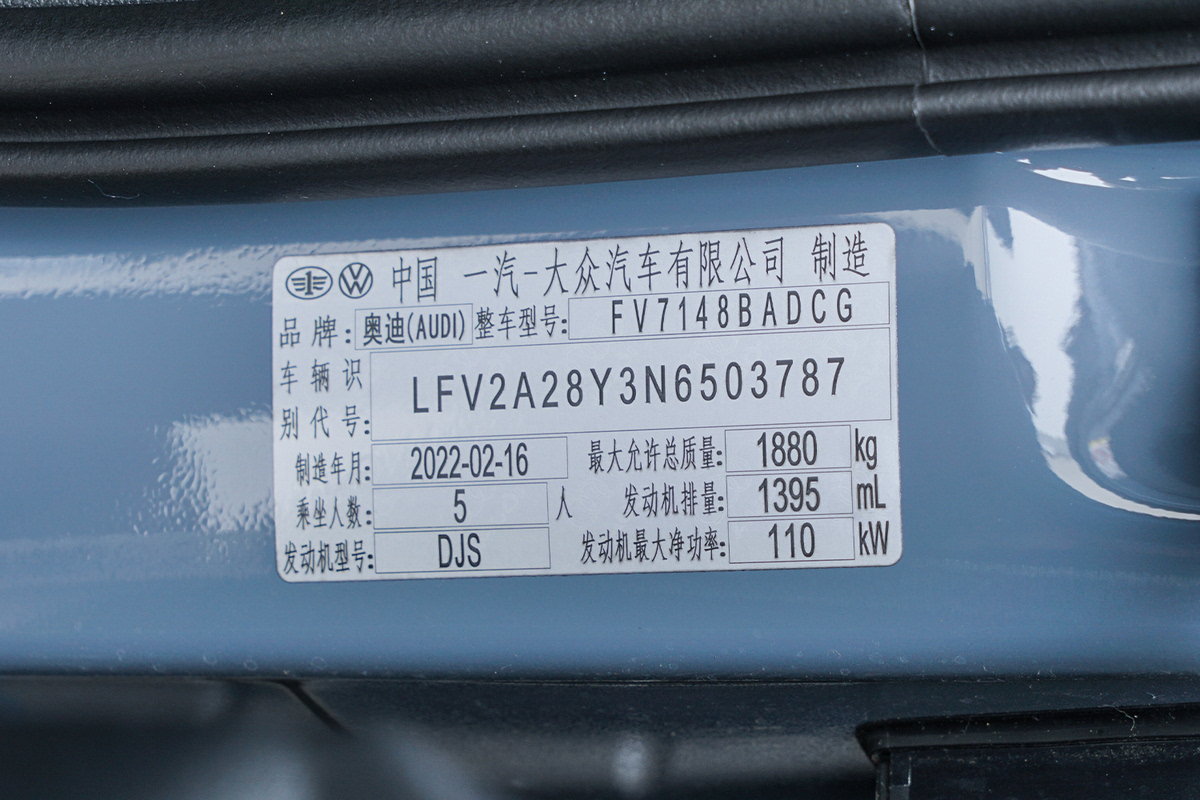 中国 一汽-大众汽车有限公司 制造
品牌: 奥迪(AUDI) 整车型号: FV7148BADCG
车辆识
别代号: LFV2A28Y3N6503787
制造年月: 2022-02-16 最大允许总质量: 1880 kg
乘坐人数: 5 人 发动机排量: 1395 mL
发动机型号: DJS 发动机最大净功率: 110 kW